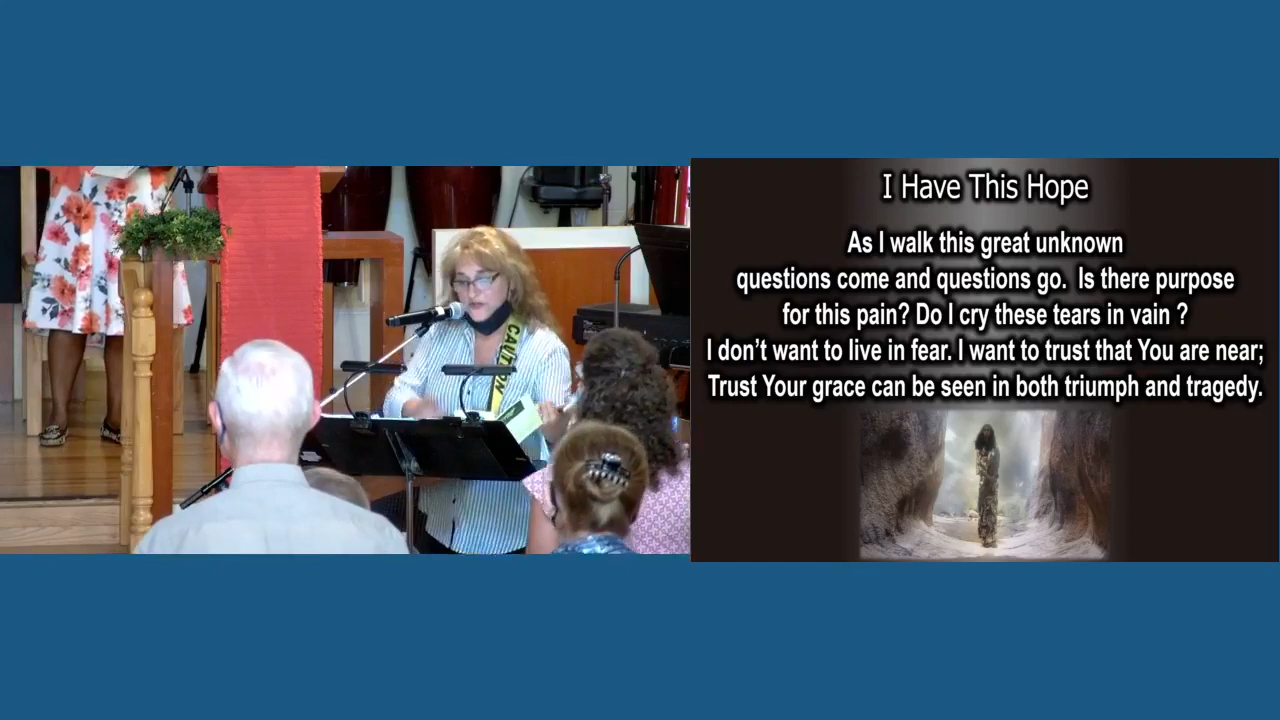 CAUTION
I Have This Hope
As I walk this great unknown
questions come and questions go.  Is there purpose
for this pain? Do I cry these tears in vain ?
I don’t want to live in fear. I want to trust that You are near;
Trust Your grace can be seen in both triumph and tragedy.